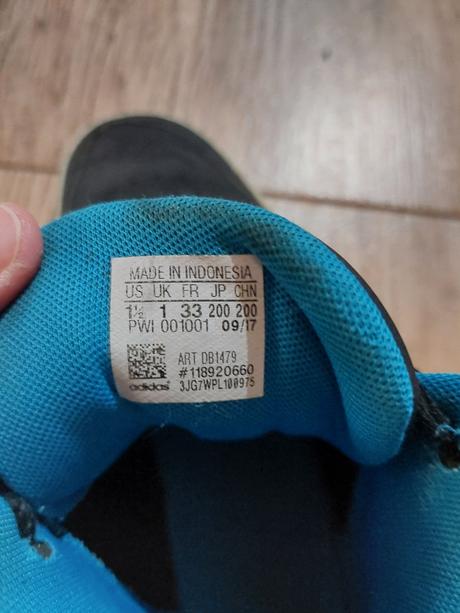 MADE IN INDONESIA
US UK FR JP CHN
1½ 1 33 200 200
PWI 001001 09/17
ART DB1479
#118920660
adidas 3JG7WPL100975